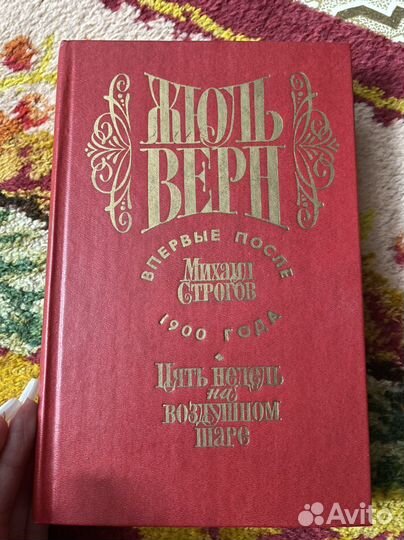 ЖЮЛЬ
ВЕРН
ВПЕРВЫЕ ПОСЛЕ
Михаил
Строгов
1900 ГОДА
Пять недель
на
воздушном
шаре
Avito